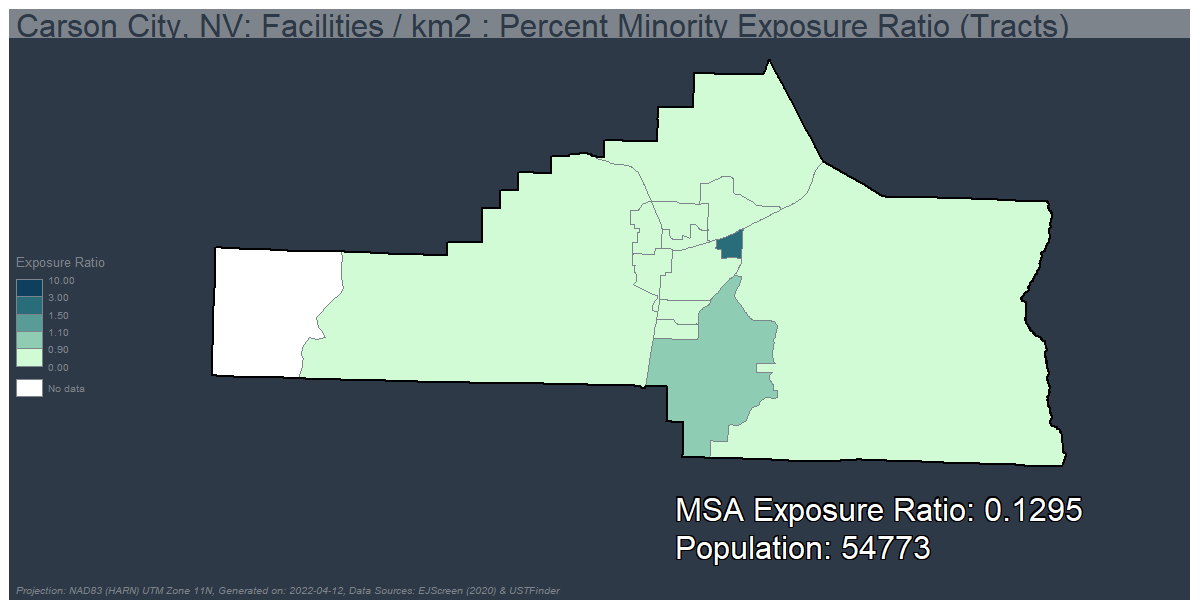 Carson City, NV: Facilities / km2 : Percent Minority Exposure Ratio (Tracts)
Exposure Ratio
10.00
3.00
1.50
1.10
0.90
0.00
No data
MSA Exposure Ratio: 0.1295
Population: 54773
Projection: NAD83 (HARN) UTM Zone 11N, Generated on: 2022-04-12, Data Sources: EJScreen (2020) & USTFinder